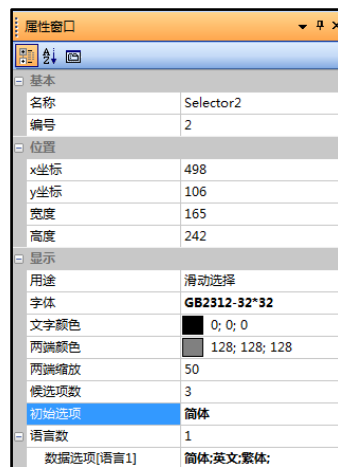 属性窗口
基本
名称 Selector2
编号 2
位置
x坐标 498
y坐标 106
宽度 165
高度 242
显示
用途 滑动选择
字体 GB2312-32*32
文字颜色 0; 0; 0
两端颜色 128; 128; 128
两端缩放 50
候选项数 3
初始选项 简体
语言数 1
数据选项[语言1] 简体;英文;繁体;